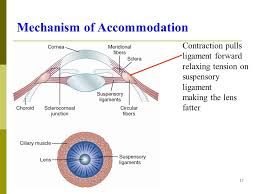 Mechanism of Accommodation
Cornea
Meridional
fibers
Sclera
Choroid
Sclerocorneal
junction
Suspensory
ligaments
Circular
fibers
Contraction pulls
ligament forward
relaxing tension on
suspensory
ligament
making the lens
fatter
Ciliary muscle
Lens
Suspensory
ligaments
17